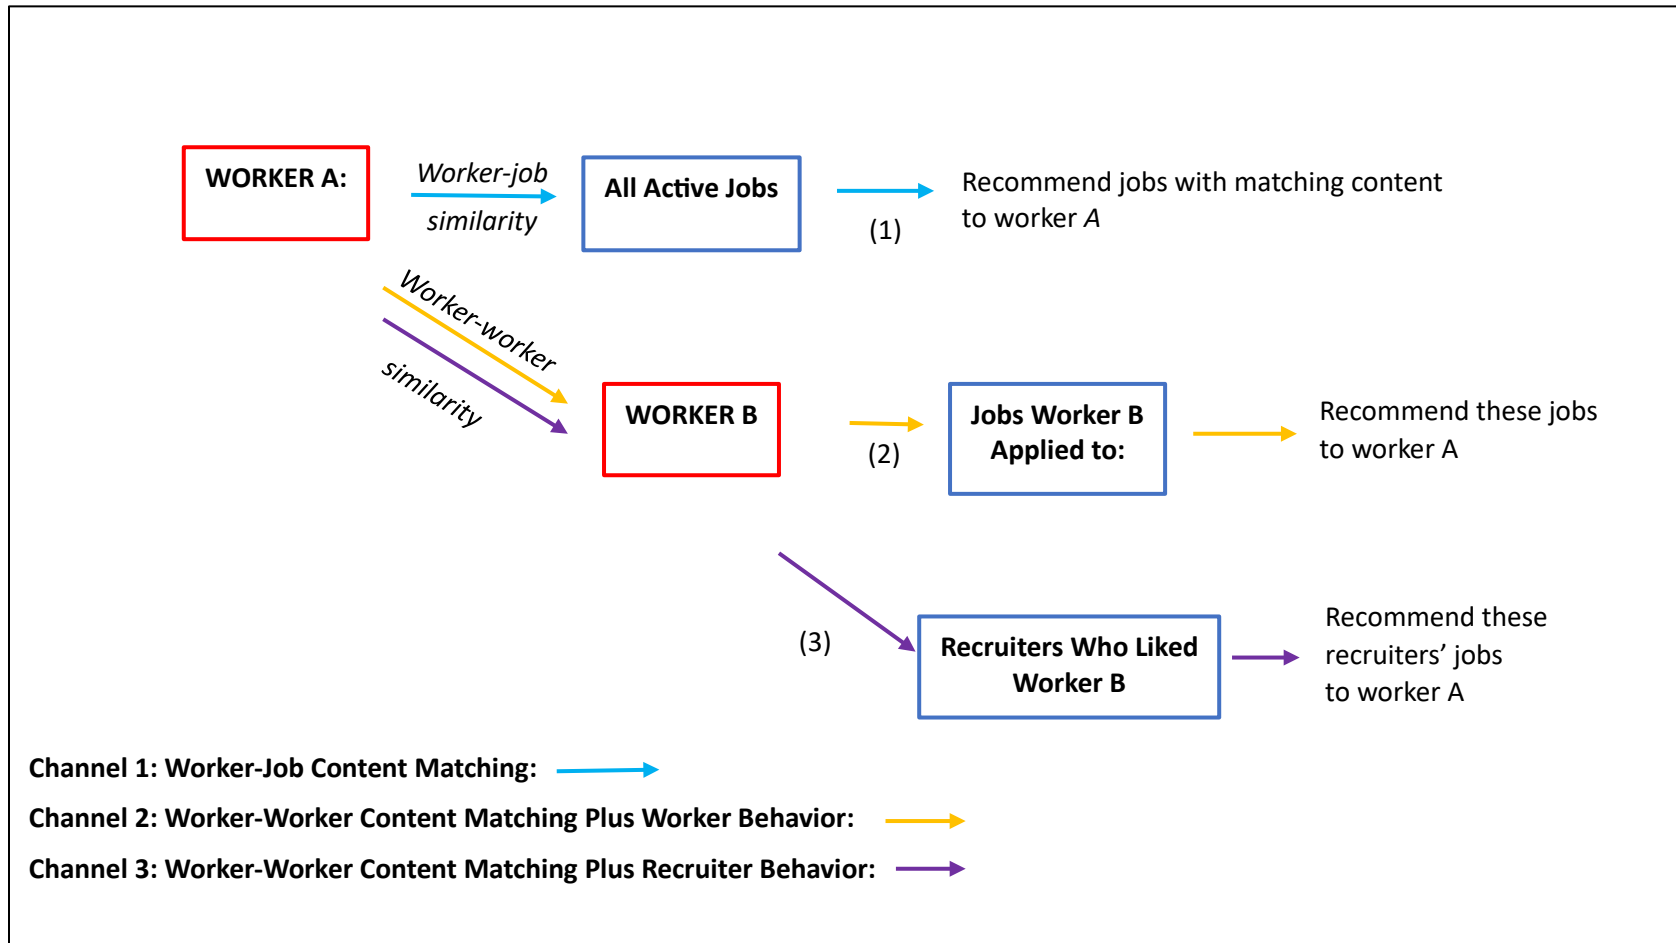 WORKER A:
Worker-job
similarity
All Active Jobs
(1)
Recommend jobs with matching content
to worker A
Worker-worker
similarity
WORKER B
(2)
Jobs Worker B
Applied to:
Recommend these jobs
to worker A
(3)
Recruiters Who Liked
Worker B
Recommend these
recruiters’ jobs
to worker A
Channel 1: Worker-Job Content Matching:
Channel 2: Worker-Worker Content Matching Plus Worker Behavior:
Channel 3: Worker-Worker Content Matching Plus Recruiter Behavior: